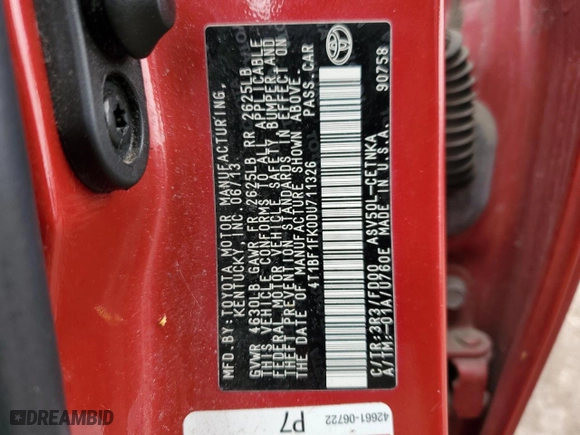 MFD.BY:TOYOTA MOTOR MANUFACTURING,
KENTUCKY, INC. 06/13
GVWR 4630LB GAWR FR 2625LB RR 2625LB
THIS VEHICLE CONFORMS TO ALL APPLICABLE
FEDERAL MOTOR VEHICLE SAFETY, BUMPER AND
THEFT PREVENTION STANDARDS IN EFFECT ON
THE DATE OF MANUFACTURE SHOWN ABOVE.
4T1BF1FK0DU711326 PASS.CAR
C/TR:3R3/FD00 ASV50L-CETNKA
A/TM:-01A/U760E MADE IN U.S.A. 90758
42661-06722
P7
DREAMBID